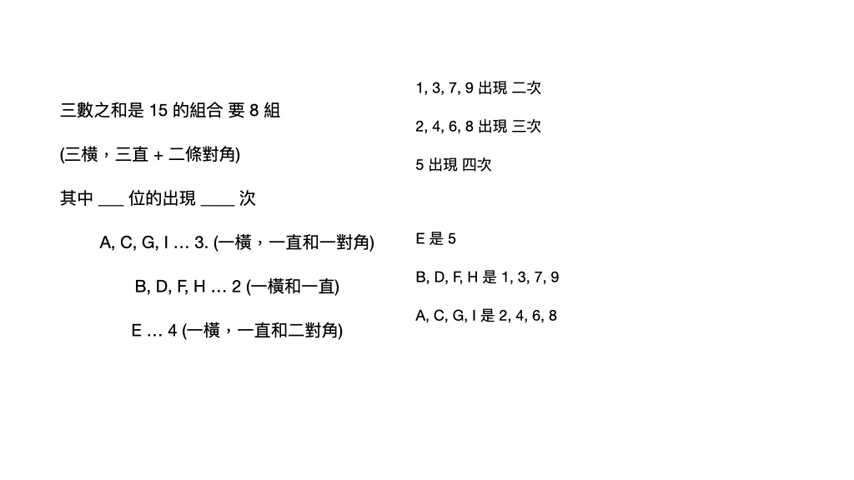 三數之和是 15 的組合 要 8 組
(三橫，三直 + 二條對角)
其中 ___ 位的出現 ____ 次
A, C, G, I … 3. (一橫，一直和一對角)
B, D, F, H … 2 (一橫和一直)
E … 4 (一橫，一直和二對角)
1, 3, 7, 9 出現 二次
2, 4, 6, 8 出現 三次
5 出現 四次
E 是 5
B, D, F, H 是 1, 3, 7, 9
A, C, G, I 是 2, 4, 6, 8